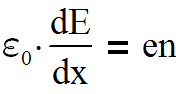 ε₀·dE/dx = en